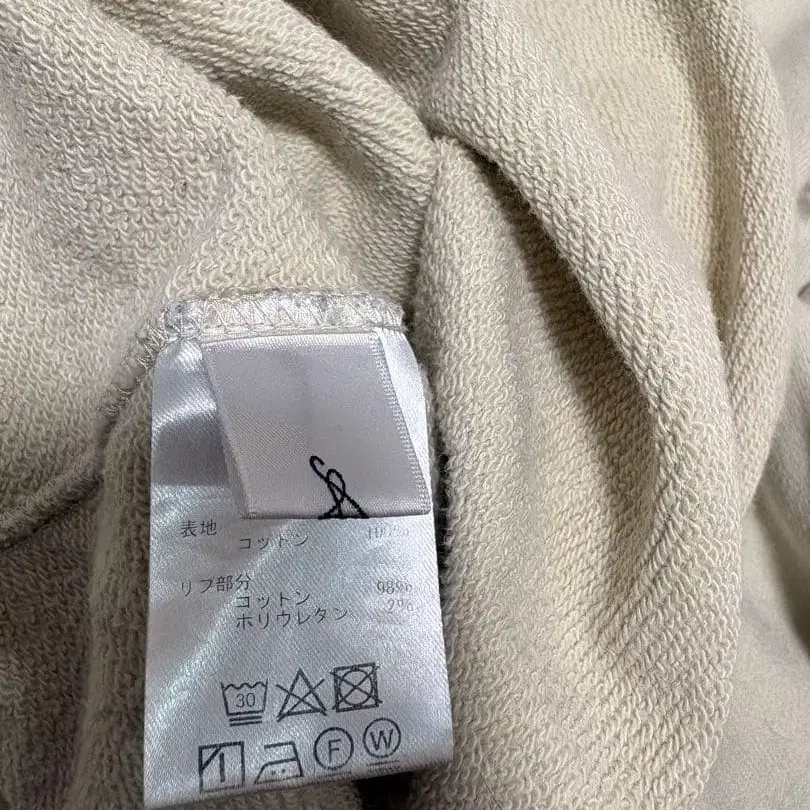 表地
コットン 100%
リブ部分 98%
コットン 2%
ポリウレタン
30
F W